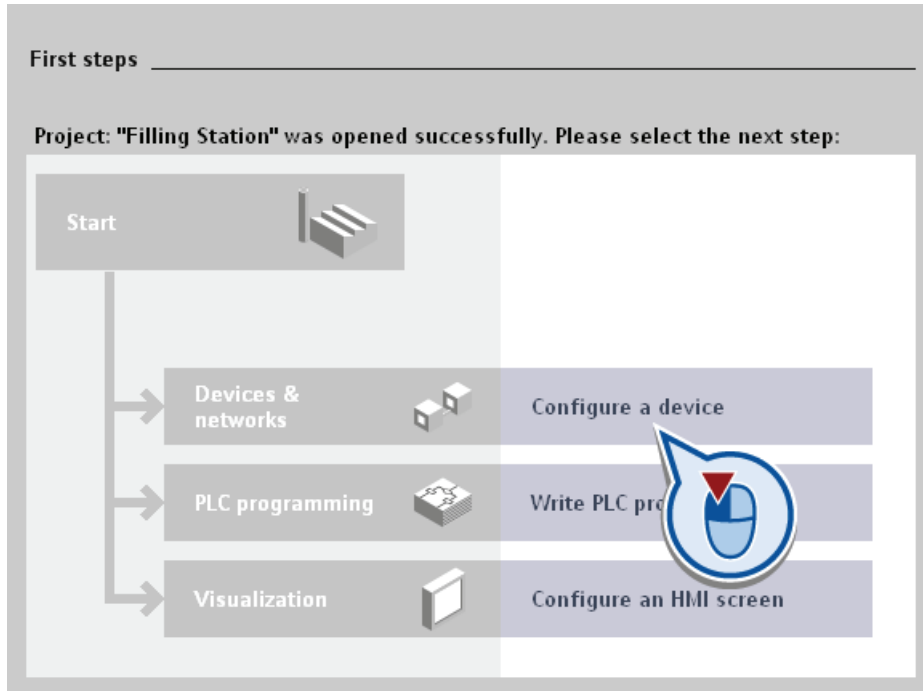 First steps
Project: "Filling Station" was opened successfully. Please select the next step:
Start
Devices &
networks
Configure a device
PLC programming
Write PLC
Visualization
Configure an HMI screen